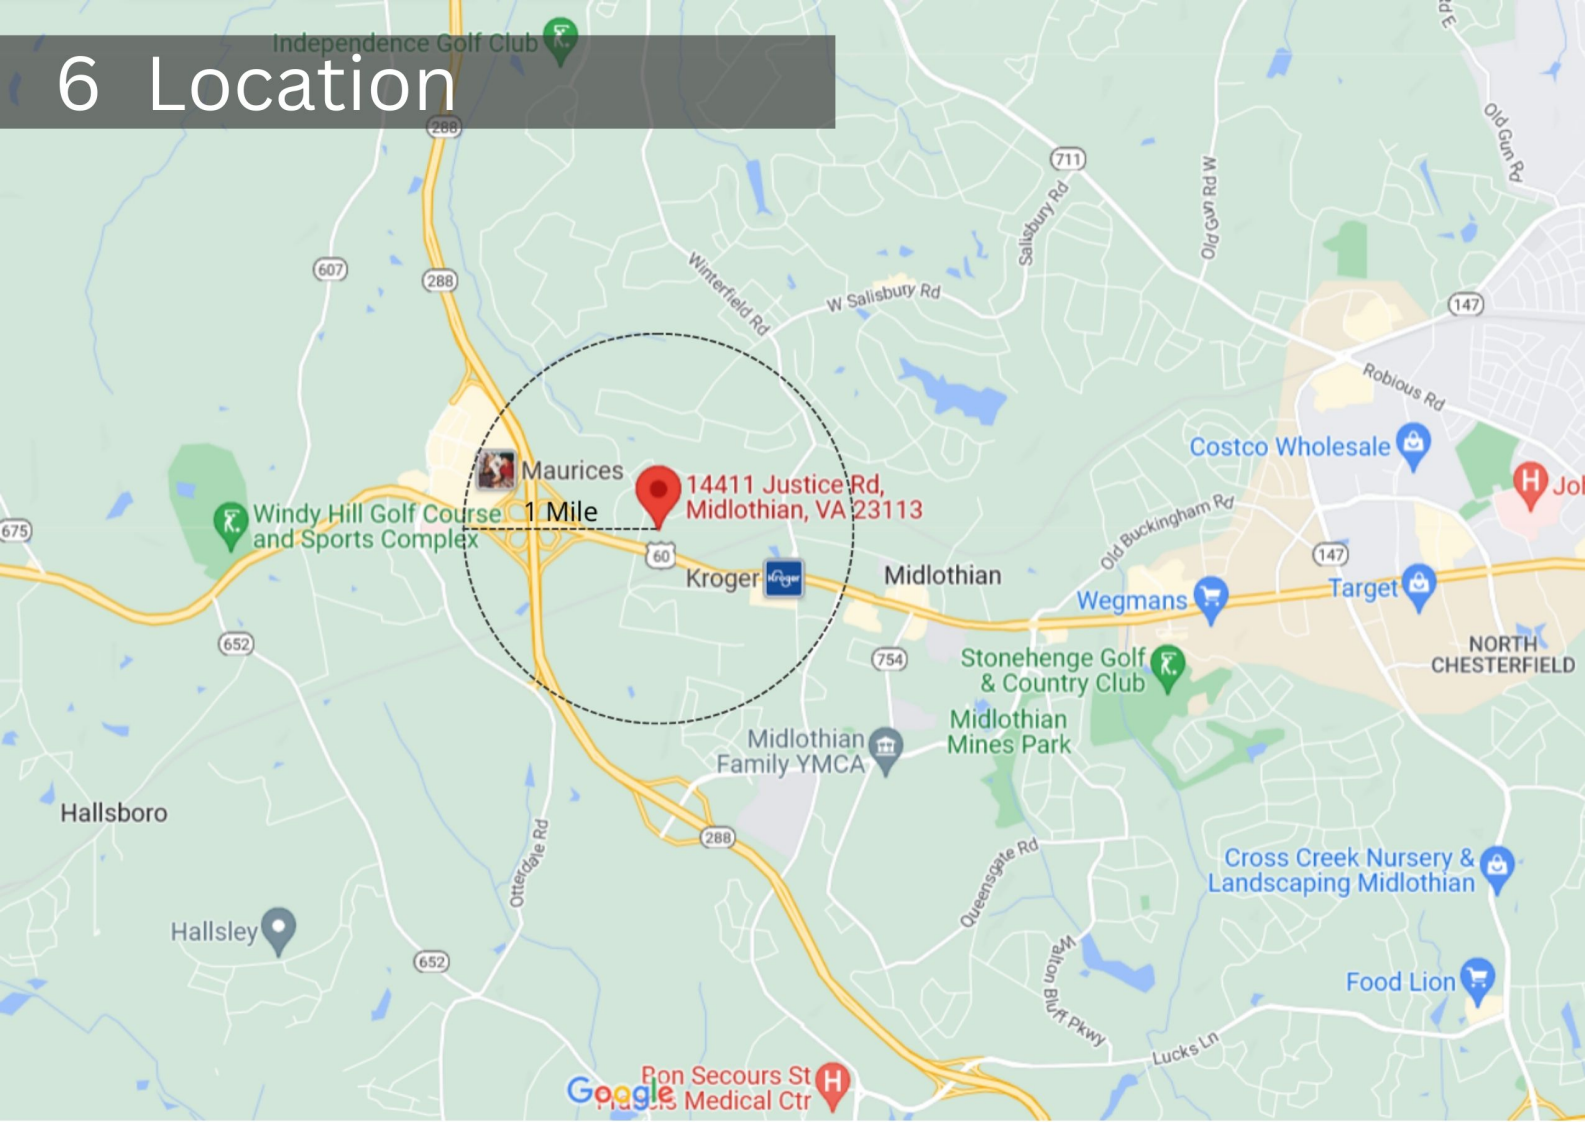 Independence Golf Club
6 Location
288
711
Rd E
Old Gun Rd
Old Gun Rd W
Salisbury Rd
607
288
Winterfield Rd
W Salisbury Rd
147
Robious Rd
Costco Wholesale
Maurices
14411 Justice Rd,
Midlothian, VA 23113
Joh
Windy Hill Golf Course
and Sports Complex
1 Mile
675
Old Buckingham Rd
60
147
Kroger
Kroger
Midlothian
Wegmans
Target
652
754
Stonehenge Golf
& Country Club
NORTH
CHESTERFIELD
Midlothian
Mines Park
Midlothian
Family YMCA
Hallsboro
288
Otterdale Rd
Queensgate Rd
Cross Creek Nursery &
Landscaping Midlothian
Hallsley
652
Walton Bluff Pkwy
Food Lion
Lucks Ln
Bon Secours St
Francis Medical Ctr
Google